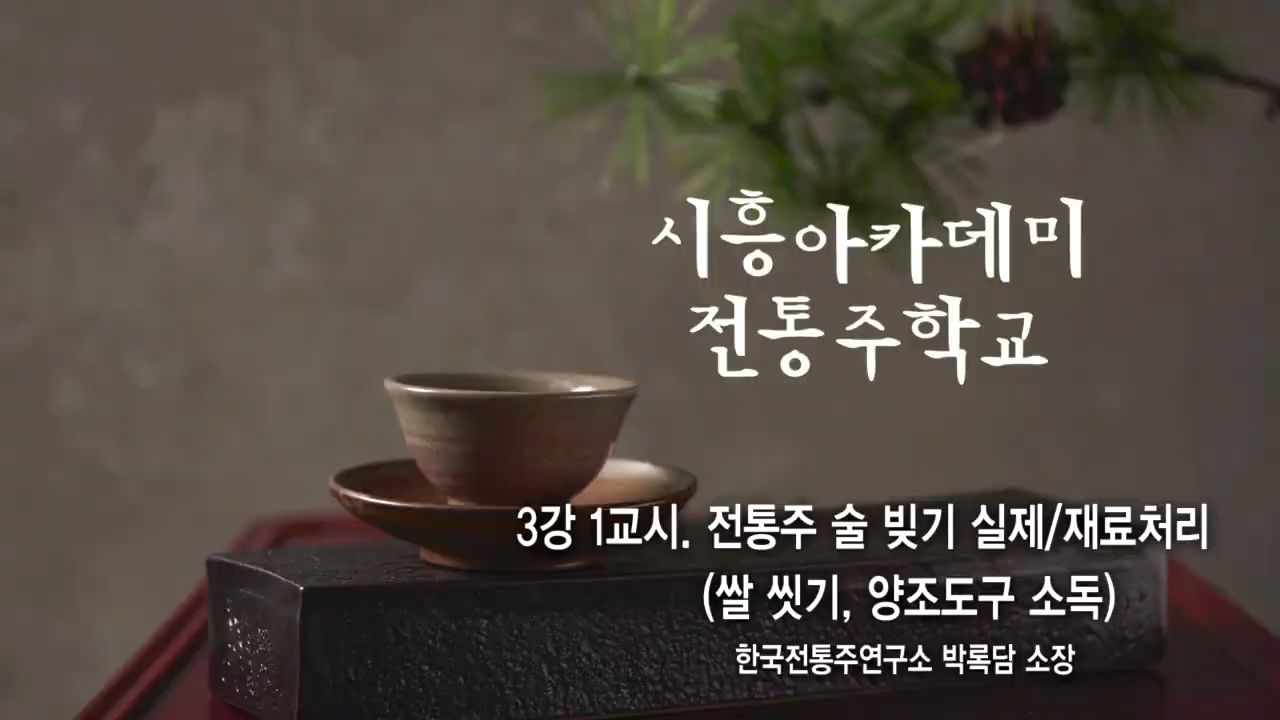 시흥아카데미
전통주학교
3강 1교시. 전통주 술 빚기 실제/재료처리
(쌀 씻기, 양조도구 소독)
한국전통주연구소 박록담 소장